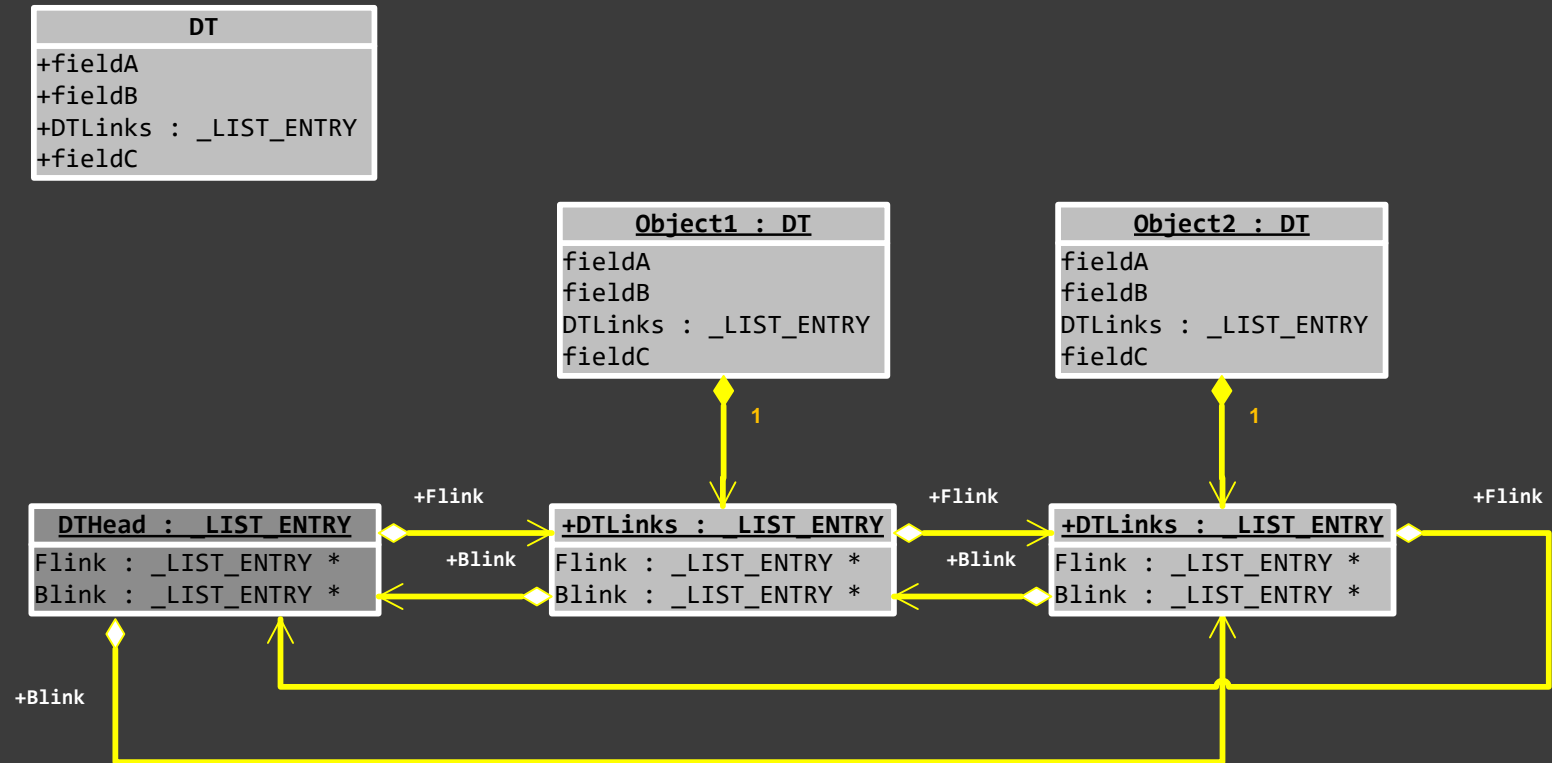 DT
+fieldA
+fieldB
+DTLinks : _LIST_ENTRY
+fieldC
Object1 : DT
fieldA
fieldB
DTLinks : _LIST_ENTRY
fieldC
Object2 : DT
fieldA
fieldB
DTLinks : _LIST_ENTRY
fieldC
1
1
+Flink
+Flink
+Flink
DTHead : _LIST_ENTRY
Flink : _LIST_ENTRY *
Blink : _LIST_ENTRY *
+Blink
+DTLinks : _LIST_ENTRY
Flink : _LIST_ENTRY *
Blink : _LIST_ENTRY *
+Blink
+DTLinks : _LIST_ENTRY
Flink : _LIST_ENTRY *
Blink : _LIST_ENTRY *
+Blink